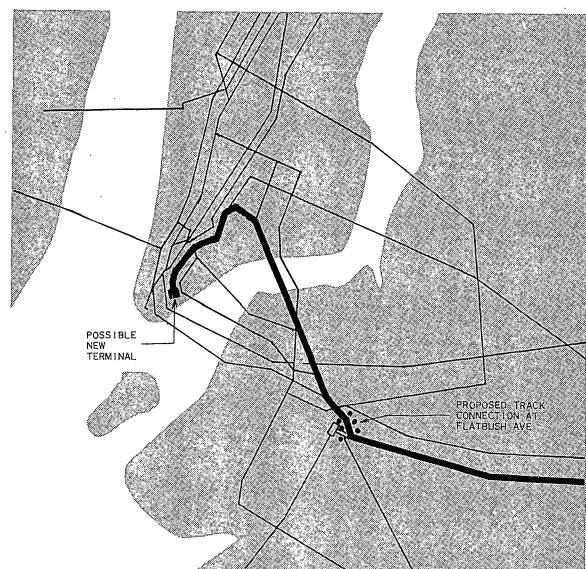 POSSIBLE
NEW
TERMINAL
PROPOSED TRACK
CONNECTION AT
FLATBUSH AVE.